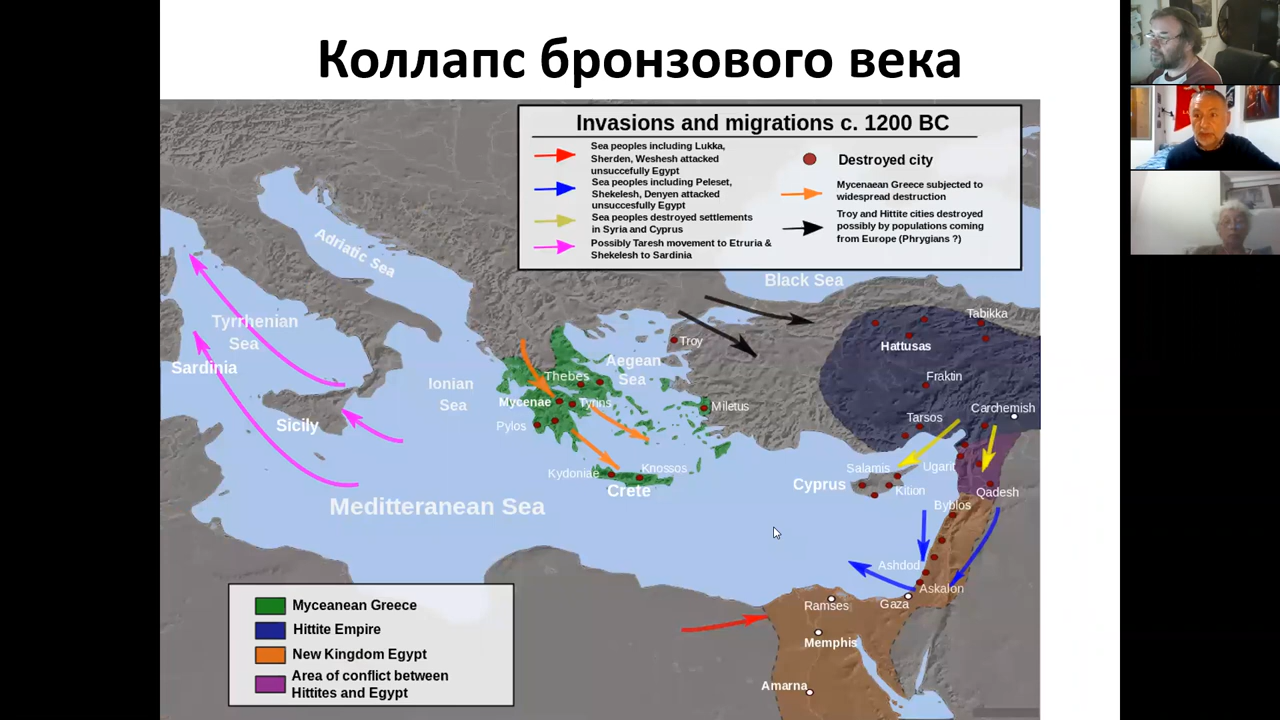 Коллапс бронзового века
Invasions and migrations c. 1200 BC
Sea peoples including Lukka,
Sherden, Weshesh attacked
unsuccefully Egypt
Sea peoples including Peleset,
Shekelesh, Denyen attacked
unsuccesfully Egypt
Sea peoples destroyed settlements
in Syria and Cyprus
Possibly Taresh movement to Etruria &
Shekelesh to Sardinia
Destroyed city
Mycenaean Greece subjected to
widespread destruction
Troy and Hittite cities destroyed
possibly by populations coming
from Europe (Phrygians ?)
Adriatic Sea
Black Sea
Tyrrhenian
Sea
Sardinia
Sicily
Ionian
Sea
Aegean
Sea
Troy
Thebes
Mycenae
Tyrins
Pylos
Miletus
Kydoniae
Knossos
Crete
Mediterranean Sea
Tabikka
Hattusas
Fraktin
Carchemish
Tarsos
Salamis
Ugarit
Cyprus
Kition
Qadesh
Byblos
Ashdod
Askalon
Gaza
Ramses
Memphis
Amarna
Myceanean Greece
Hittite Empire
New Kingdom Egypt
Area of conflict between
Hittites and Egypt